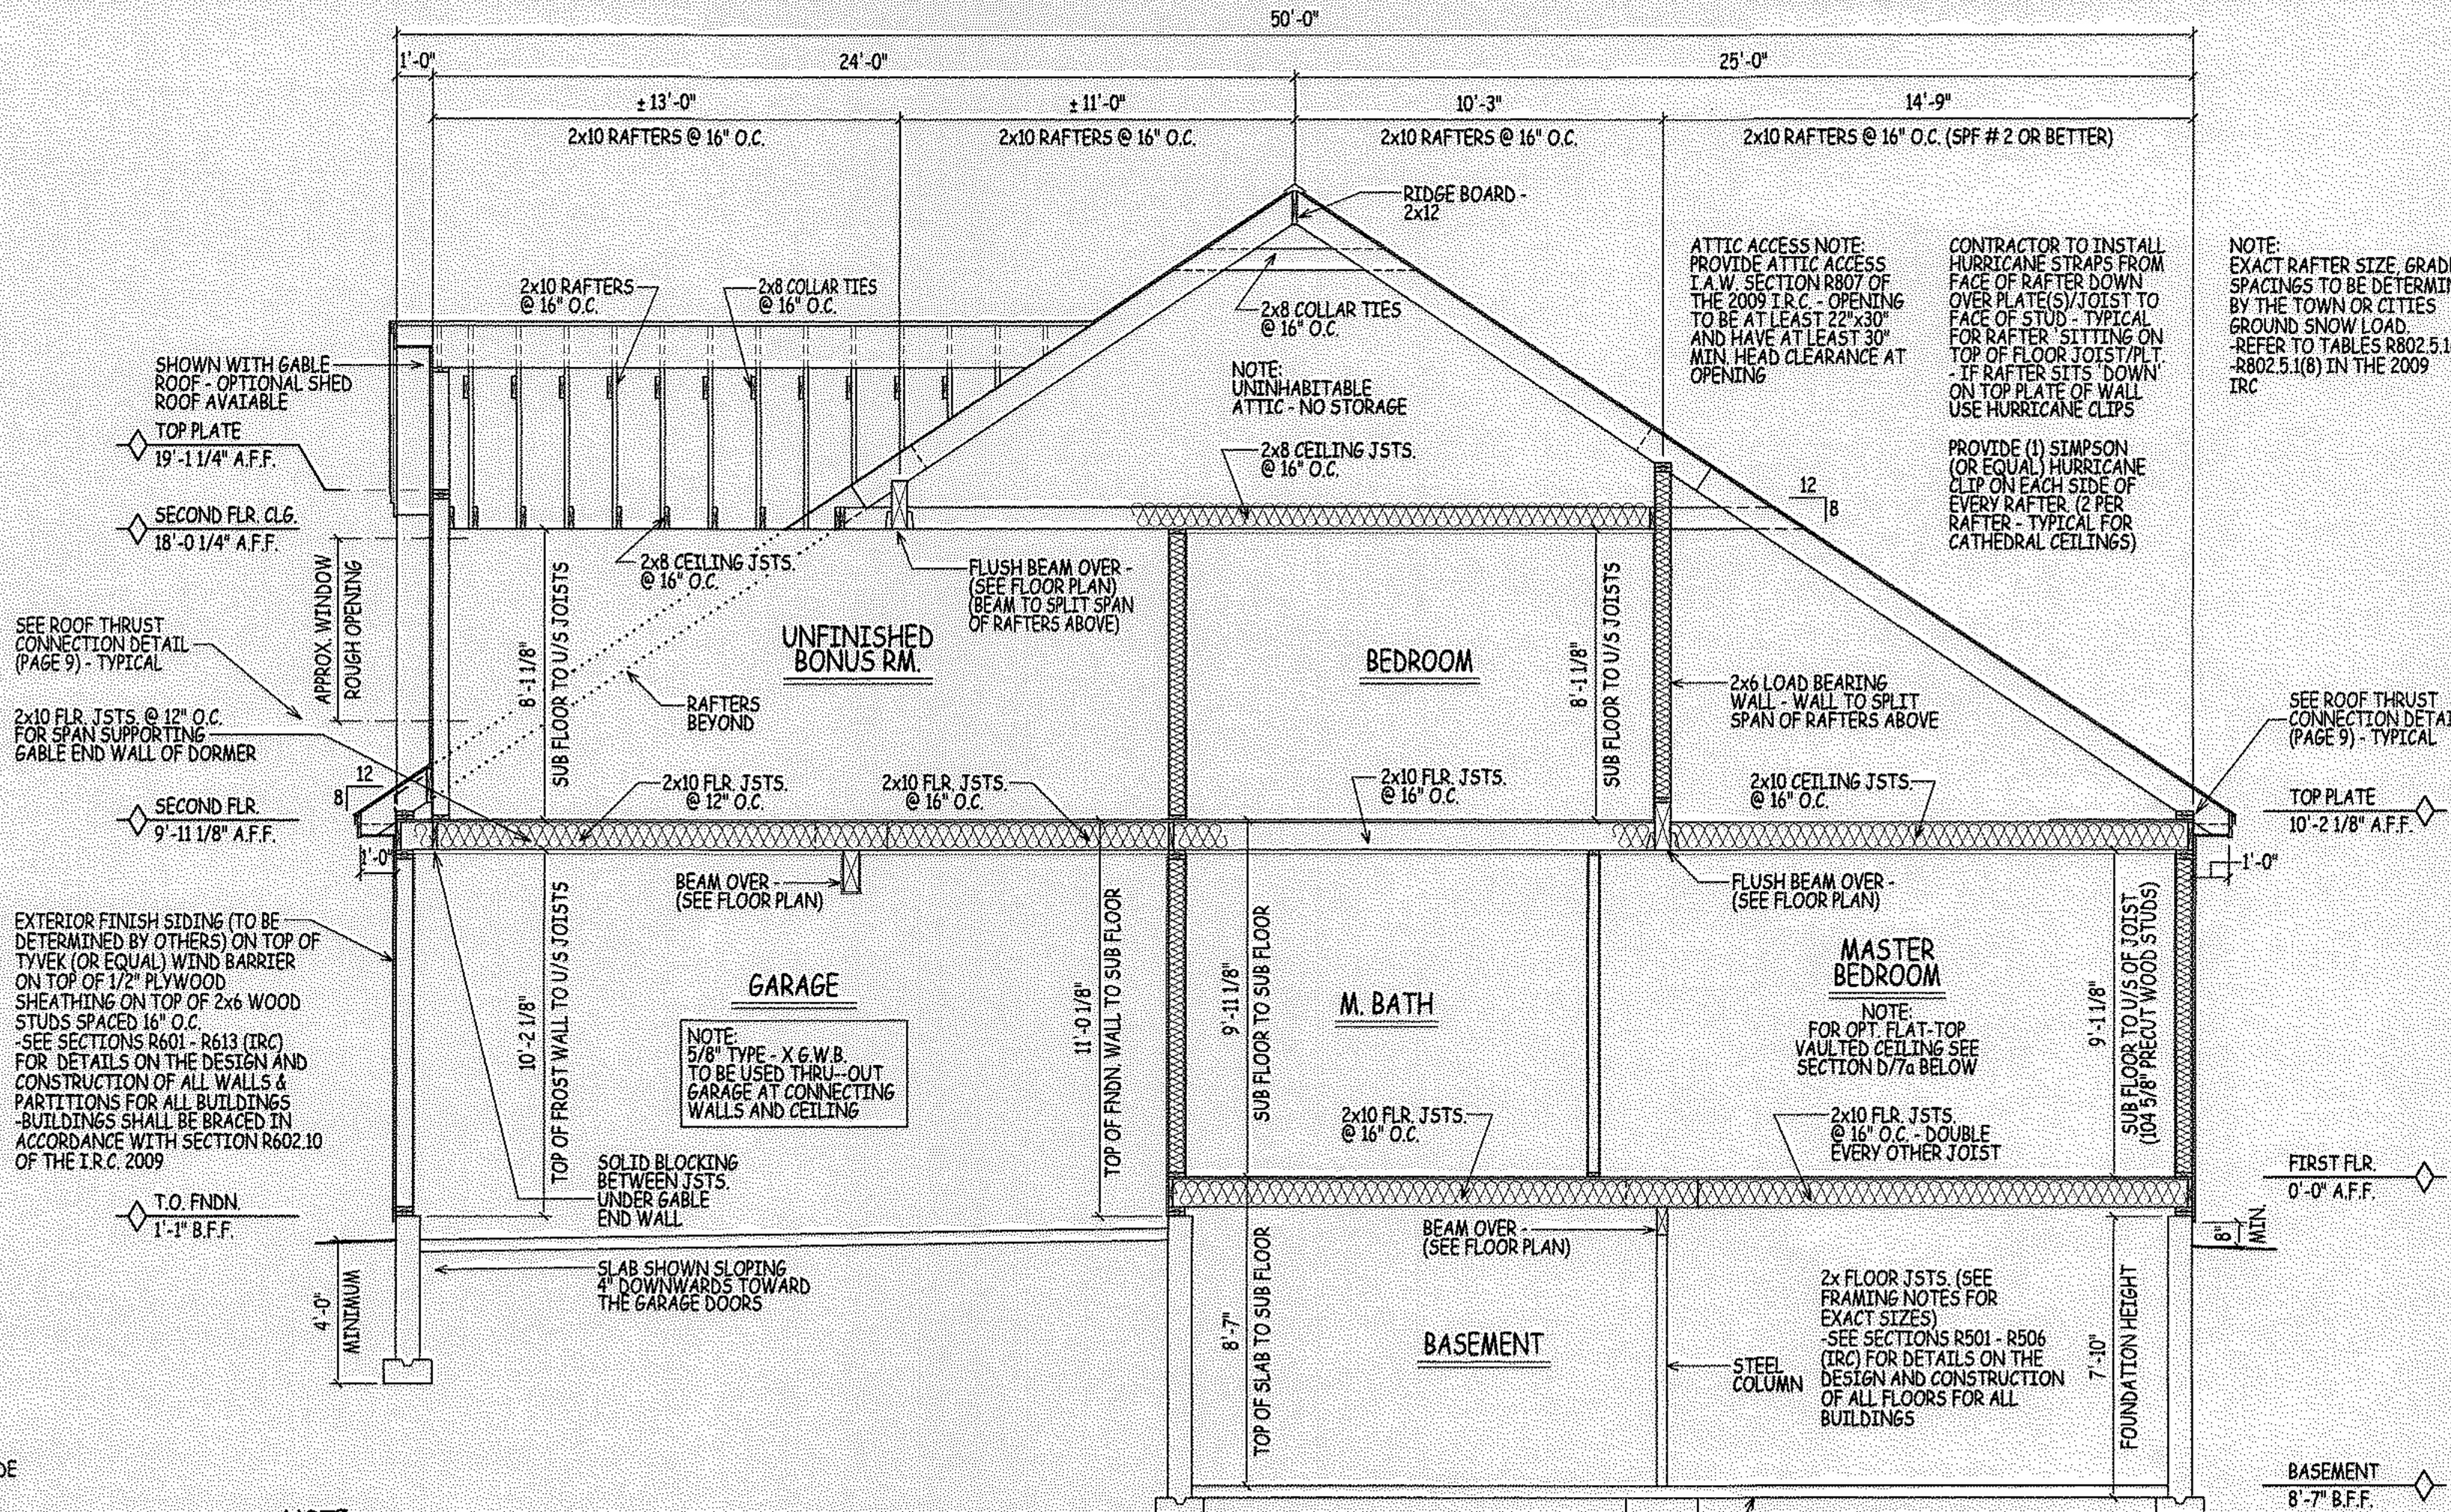 50'-0"
1'-0"
24'-0"
25'-0"
±13'-0"
±11'-0"
10'-3"
14'-9"
2x10 RAFTERS @ 16" O.C.
2x10 RAFTERS @ 16" O.C.
2x10 RAFTERS @ 16" O.C.
2x10 RAFTERS @ 16" O.C. (SPF # 2 OR BETTER)
RIDGE BOARD -
2x12
2x10 RAFTERS
@ 16" O.C.
2x8 COLLAR TIES
@ 16" O.C.
2x8 COLLAR TIES
@ 16" O.C.
NOTE:
UNINHABITABLE
ATTIC - NO STORAGE
2x8 CEILING JSTS.
@ 16" O.C.
ATTIC ACCESS NOTE:
PROVIDE ATTIC ACCESS
I.A.W. SECTION R807 OF
THE 2009 I.R.C. - OPENING
TO BE AT LEAST 22"x30"
AND HAVE AT LEAST 30"
MIN. HEAD CLEARANCE AT
OPENING
CONTRACTOR TO INSTALL
HURRICANE STRAPS FROM
FACE OF RAFTER DOWN
OVER PLATE(S)/JOIST TO
FACE OF STUD - TYPICAL
FOR RAFTER SITTING ON
TOP OF FLOOR JOIST/PLT.
- IF RAFTER SITS 'DOWN'
ON TOP PLATE OF WALL
USE HURRICANE CLIPS
PROVIDE (1) SIMPSON
(OR EQUAL) HURRICANE
CLIP ON EACH SIDE OF
EVERY RAFTER. (2 PER
RAFTER - TYPICAL FOR
CATHEDRAL CEILINGS)
NOTE:
EXACT RAFTER SIZE, GRAD
SPACINGS TO BE DETERMIN
BY THE TOWN OR CITIES
GROUND SNOW LOAD.
-REFER TO TABLES R802.5.1
-R802.5.1(8) IN THE 2009
IRC
SHOWN WITH GABLE
ROOF - OPTIONAL SHED
ROOF AVAIABLE
TOP PLATE
19'-1 1/4" A.F.F.
SECOND FLR. CLG.
18'-0 1/4" A.F.F.
APPROX. WINDOW
ROUGH OPENING
SEE ROOF THRUST
CONNECTION DETAIL
(PAGE 9) - TYPICAL
2x10 FLR. JSTS. @ 12" O.C.
FOR SPAN SUPPORTING
GABLE END WALL OF DORMER
12
8
SECOND FLR.
9'-11 1/8" A.F.F.
1'-0"
8'-1 1/8"
SUB FLOOR TO U/S JOISTS
2x8 CEILING JSTS.
@ 16" O.C.
FLUSH BEAM OVER -
(SEE FLOOR PLAN)
(BEAM TO SPLIT SPAN
OF RAFTERS ABOVE)
UNFINISHED
BONUS RM.
RAFTERS
BEYOND
2x10 FLR. JSTS.
@ 12" O.C.
2x10 FLR. JSTS.
@ 16" O.C.
BEDROOM
8'-1 1/8"
SUB FLOOR TO U/S JOISTS
2x10 FLR. JSTS.
@ 16" O.C.
12
8
2x6 LOAD BEARING
WALL - WALL TO SPLIT
SPAN OF RAFTERS ABOVE
2x10 CEILING JSTS.
@ 16" O.C.
SEE ROOF THRUST
CONNECTION DETAI
(PAGE 9) - TYPICAL
TOP PLATE
10'-2 1/8" A.F.F.
1'-0"
EXTERIOR FINISH SIDING (TO BE
DETERMINED BY OTHERS) ON TOP OF
TYVEK (OR EQUAL) WIND BARRIER
ON TOP OF 1/2" PLYWOOD
SHEATHING ON TOP OF 2x6 WOOD
STUDS SPACED 16" O.C.
-SEE SECTIONS R601 - R613 (IRC)
FOR DETAILS ON THE DESIGN AND
CONSTRUCTION OF ALL WALLS &
PARTITIONS FOR ALL BUILDINGS
-BUILDINGS SHALL BE BRACED IN
ACCORDANCE WITH SECTION R602.10
OF THE I.R.C. 2009
T.O. FNDN.
1'-1" B.F.F.
BEAM OVER -
(SEE FLOOR PLAN)
10'-2 1/8"
TOP OF FROST WALL TO U/S JOISTS
GARAGE
NOTE:
5/8" TYPE - X G.W.B.
TO BE USED THRU--OUT
GARAGE AT CONNECTING
WALLS AND CEILING
11'-0 1/8"
TOP OF FNDN. WALL TO SUB FLOOR
SOLID BLOCKING
BETWEEN JSTS.
UNDER GABLE
END WALL
SLAB SHOWN SLOPING
4" DOWNWARDS TOWARD
THE GARAGE DOORS
4'-0"
MINIMUM
9'-11 1/8"
SUB FLOOR TO SUB FLOOR
M. BATH
2x10 FLR. JSTS.
@ 16" O.C.
FLUSH BEAM OVER -
(SEE FLOOR PLAN)
MASTER
BEDROOM
NOTE:
FOR OPT. FLAT-TOP
VAULTED CEILING SEE
SECTION D/7a BELOW
2x10 FLR. JSTS.
@ 16" O.C. - DOUBLE
EVERY OTHER JOIST
9'-1 1/8"
SUB FLOOR TO U/S OF JOIST
(104 5/8" PRECUT WOOD STUDS)
FIRST FLR.
0'-0" A.F.F.
8"
MIN.
8'-7"
TOP OF SLAB TO SUB FLOOR
BEAM OVER -
(SEE FLOOR PLAN)
BASEMENT
STEEL
COLUMN
2x FLOOR JSTS. (SEE
FRAMING NOTES FOR
EXACT SIZES)
-SEE SECTIONS R501 - R506
(IRC) FOR DETAILS ON THE
DESIGN AND CONSTRUCTION
OF ALL FLOORS FOR ALL
BUILDINGS
7'-10"
FOUNDATION HEIGHT
BASEMENT
8'-7" B.F.F.